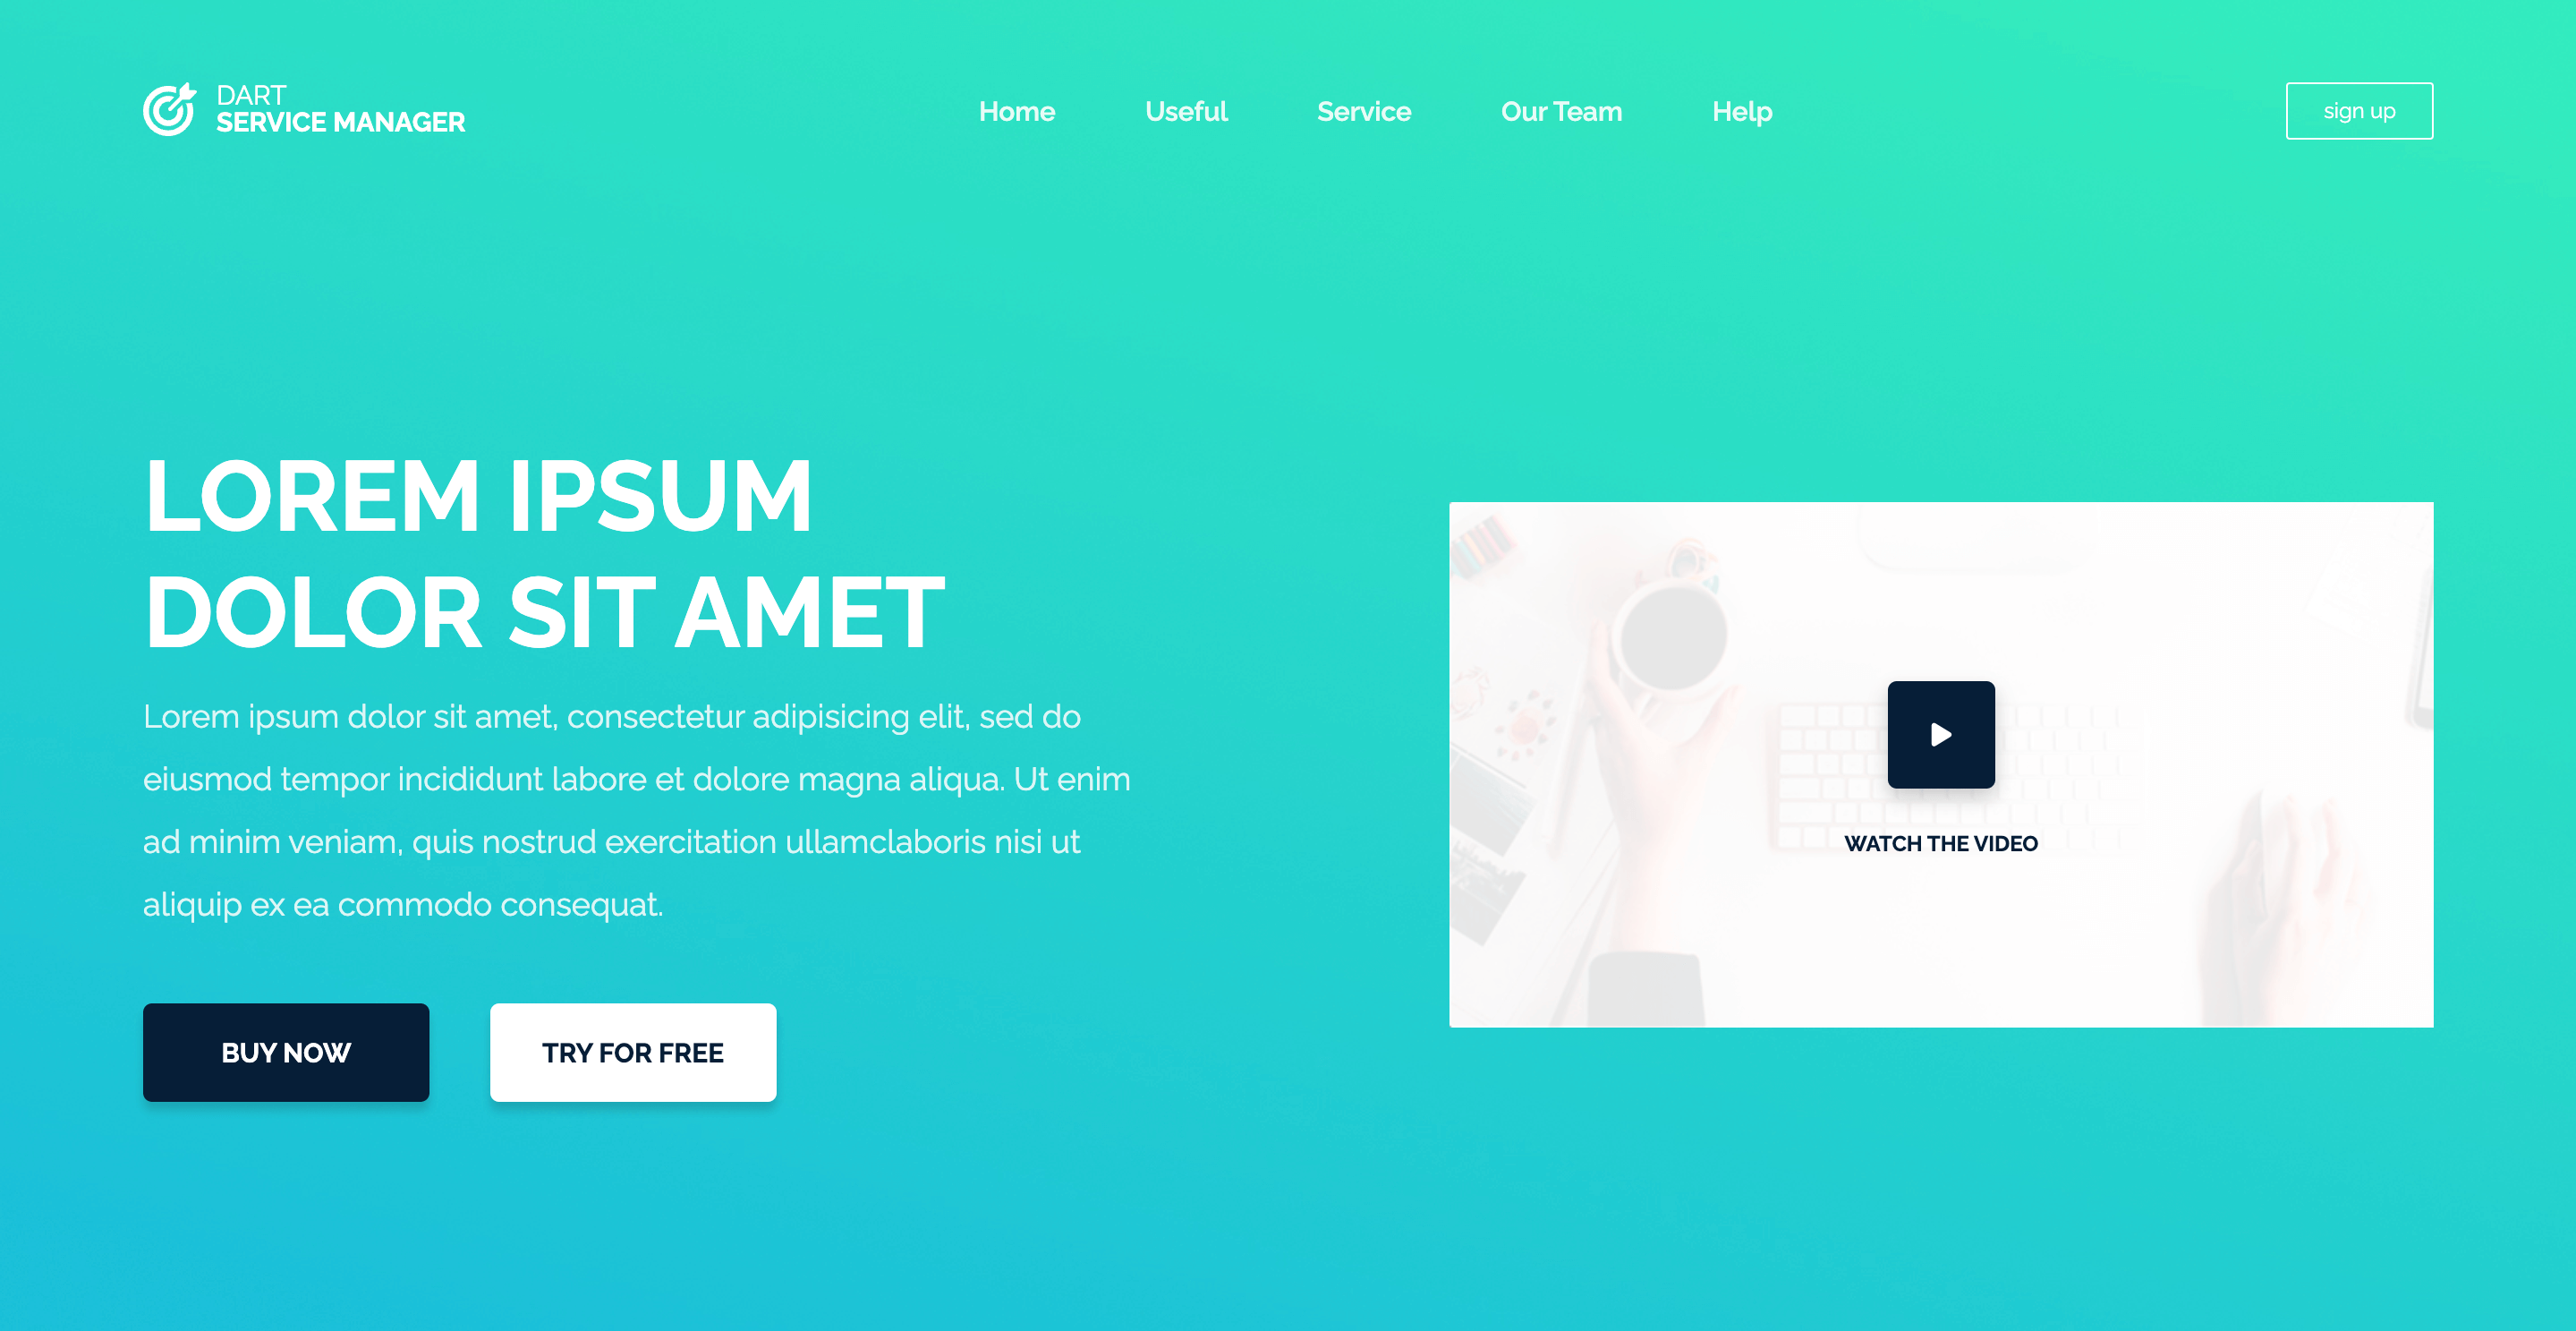 DART
SERVICE MANAGER
Home
Useful
Service
Our Team
Help
sign up
LOREM IPSUM
DOLOR SIT AMET
Lorem ipsum dolor sit amet, consectetur adipisicing elit, sed do
eiusmod tempor incididunt labore et dolore magna aliqua. Ut enim
ad minim veniam, quis nostrud exercitation ullamclaboris nisi ut
aliquip ex ea commodo consequat.
BUY NOW
TRY FOR FREE
WATCH THE VIDEO